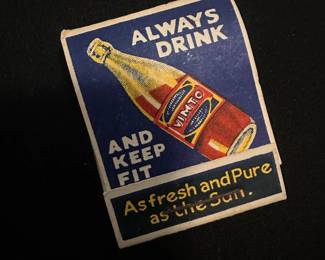 ALWAYS
DRINK
VIMTO
AND
KEEP
FIT
As fresh and Pure
as the Sun.